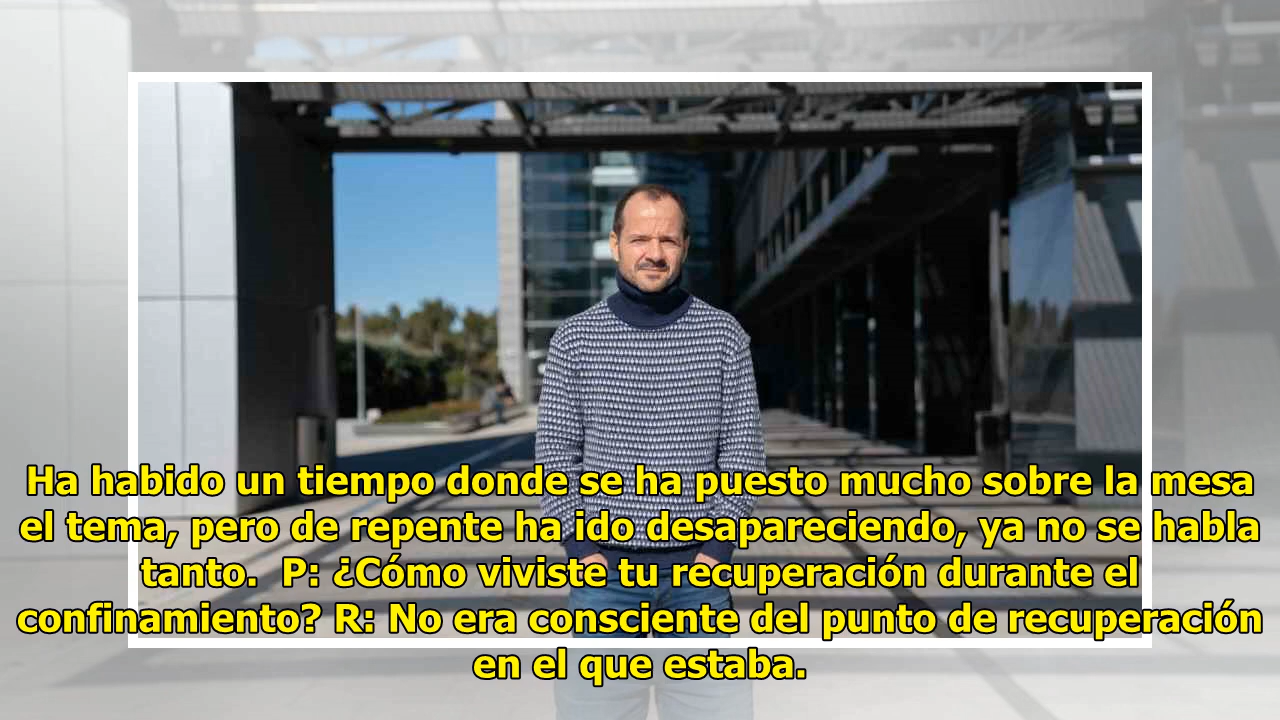 Ha habido un tiempo donde se ha puesto mucho sobre la mesa
el tema, pero de repente ha ido desapareciendo, ya no se habla
tanto.  P: ¿Cómo viviste tu recuperación durante el
confinamiento? R: No era consciente del punto de recuperación
en el que estaba.